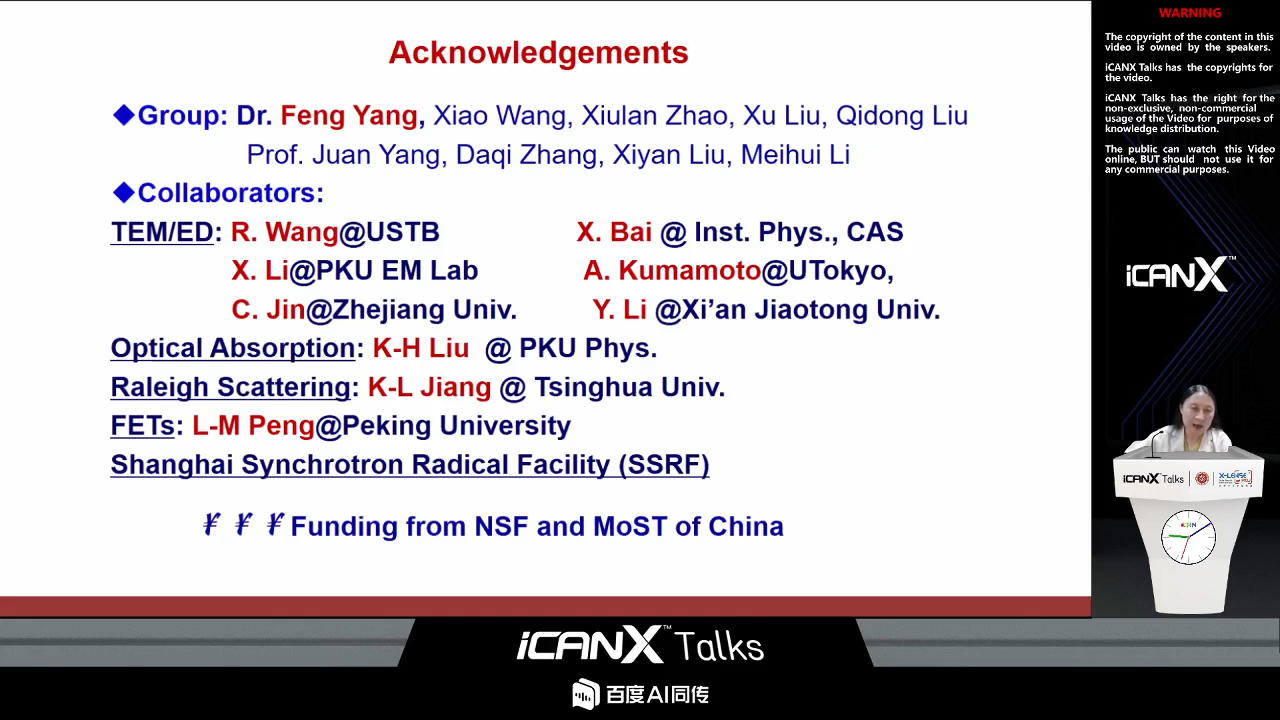 Acknowledgements
◆Group: Dr. Feng Yang, Xiao Wang, Xiulan Zhao, Xu Liu, Qidong Liu
Prof. Juan Yang, Daqi Zhang, Xiyan Liu, Meihui Li
◆Collaborators:
TEM/ED: R. Wang@USTB X. Bai @ Inst. Phys., CAS
X. Li@PKU EM Lab A. Kumamoto@UTokyo,
C. Jin@Zhejiang Univ. Y. Li @Xi’an Jiaotong Univ.
Optical Absorption: K-H Liu @ PKU Phys.
Raleigh Scattering: K-L Jiang @ Tsinghua Univ.
FETs: L-M Peng@Peking University
Shanghai Synchrotron Radical Facility (SSRF)
¥ ¥ ¥ Funding from NSF and MoST of China
WARNING
The copyright of the content in this
video is owned by the speakers.
iCANX Talks has the copyrights for
the video.
iCANX Talks has the right for the
non-exclusive, non-commercial
usage of the Video for purposes of
knowledge distribution.
The public can watch this Video
online, BUT should not use it for
any commercial purposes.
iCANX™
iCANX Talks
iCANX™ Talks
百度AI同传